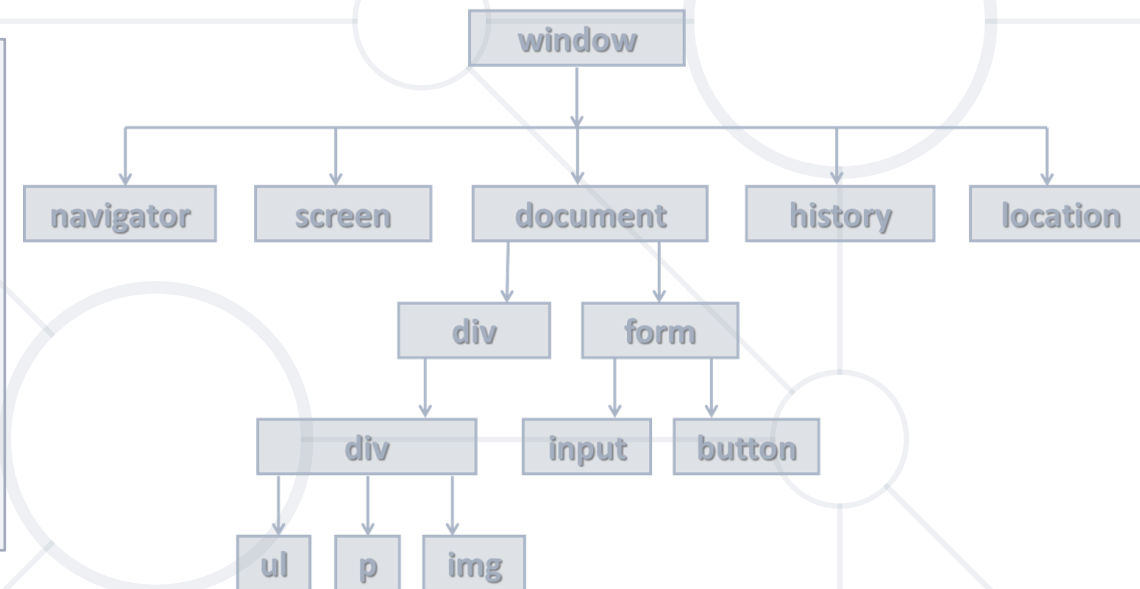 window
navigator
screen
document
history
location
div
form
div
input
button
ul
p
img